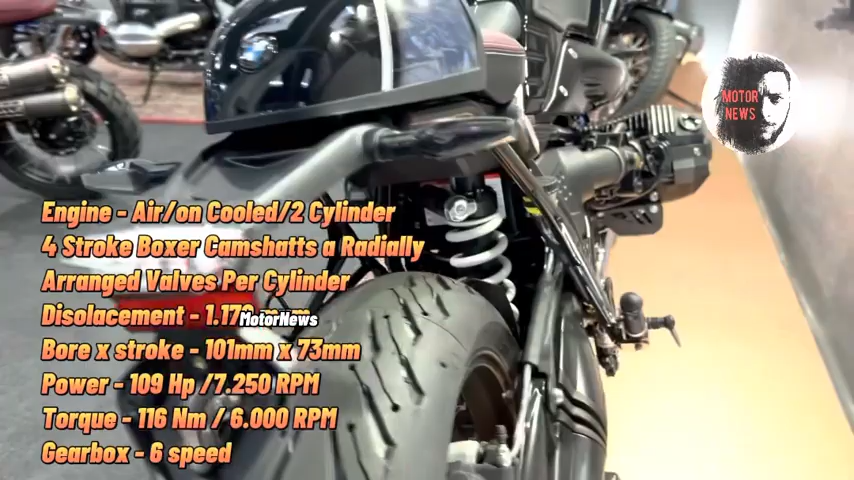 MOTOR
NEWS
Engine - Air/on Cooled/2 Cylinder
4 Stroke Boxer Camshatts a Radially
Arranged Valves Per Cylinder
Disolacement - 1.170
MotorNews
Bore x stroke - 101mm x 73mm
Power - 109 Hp /7.250 RPM
Torque - 116 Nm / 6.000 RPM
Gearbox - 6 speed